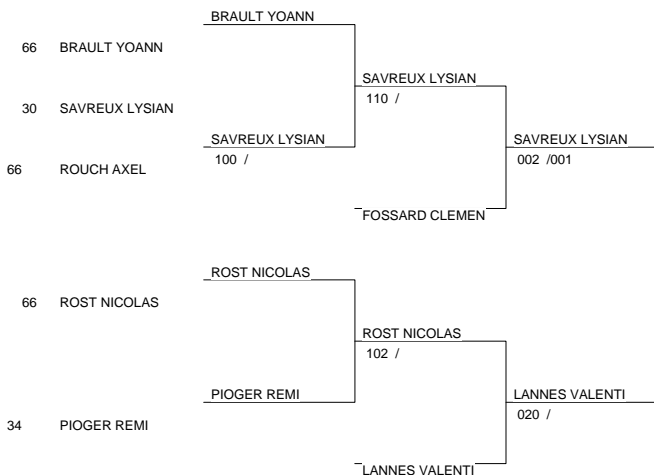 BRAULT YOANN
66 BRAULT YOANN
SAVREUX LYSIAN
110 /
30 SAVREUX LYSIAN
SAVREUX LYSIAN
100 /
SAVREUX LYSIAN
002 /001
66 ROUCH AXEL
FOSSARD CLEMEN
ROST NICOLAS
66 ROST NICOLAS
ROST NICOLAS
102 /
PIOGER REMI
LANNES VALENTI
020 /
34 PIOGER REMI
LANNES VALENTI